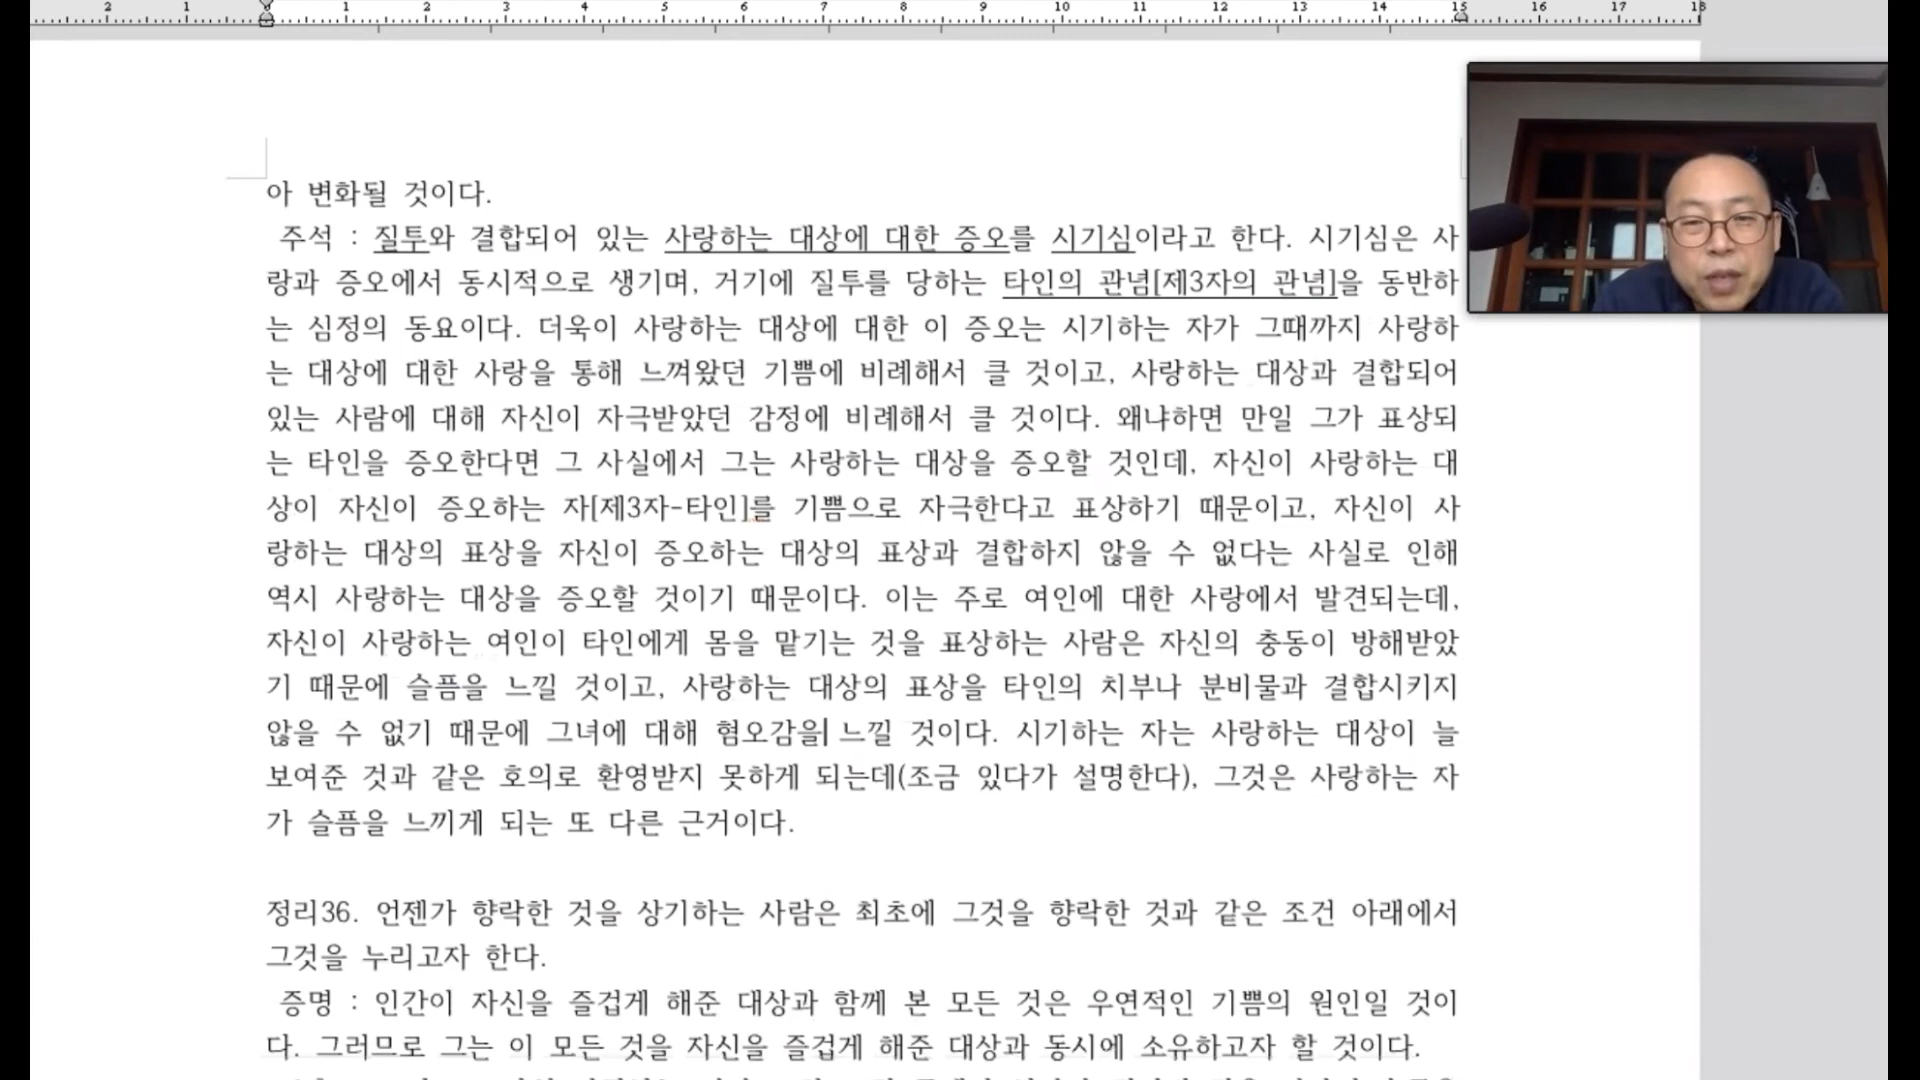 2 1 1 2 3 4 5 6 7 8 9 10 11 12 13 14 15 16 17 18
아 변화될 것이다.
주석 : 질투와 결합되어 있는 사랑하는 대상에 대한 증오를 시기심이라고 한다. 시기심은 사
랑과 증오에서 동시적으로 생기며, 거기에 질투를 당하는 타인의 관념[제3자의 관념]을 동반하
는 심정의 동요이다. 더욱이 사랑하는 대상에 대한 이 증오는 시기하는 자가 그때까지 사랑하
는 대상에 대한 사랑을 통해 느껴왔던 기쁨에 비례해서 클 것이고, 사랑하는 대상과 결합되어
있는 사람에 대해 자신이 자극받았던 감정에 비례해서 클 것이다. 왜냐하면 만일 그가 표상되
는 타인을 증오한다면 그 사실에서 그는 사랑하는 대상을 증오할 것인데, 자신이 사랑하는 대
상이 자신이 증오하는 자[제3자-타인]를 기쁨으로 자극한다고 표상하기 때문이고, 자신이 사
랑하는 대상의 표상을 자신이 증오하는 대상의 표상과 결합하지 않을 수 없다는 사실로 인해
역시 사랑하는 대상을 증오할 것이기 때문이다. 이는 주로 여인에 대한 사랑에서 발견되는데,
자신이 사랑하는 여인이 타인에게 몸을 맡기는 것을 표상하는 사람은 자신의 충동이 방해받았
기 때문에 슬픔을 느낄 것이고, 사랑하는 대상의 표상을 타인의 치부나 분비물과 결합시키지
않을 수 없기 때문에 그녀에 대해 혐오감을 느낄 것이다. 시기하는 자는 사랑하는 대상이 늘
보여준 것과 같은 호의로 환영받지 못하게 되는데(조금 있다가 설명한다), 그것은 사랑하는 자
가 슬픔을 느끼게 되는 또 다른 근거이다.
정리36. 언젠가 향락한 것을 상기하는 사람은 최초에 그것을 향락한 것과 같은 조건 아래에서
그것을 누리고자 한다.
증명 : 인간이 자신을 즐겁게 해준 대상과 함께 본 모든 것은 우연적인 기쁨의 원인일 것이
다. 그러므로 그는 이 모든 것을 자신을 즐겁게 해준 대상과 동시에 소유하고자 할 것이다.